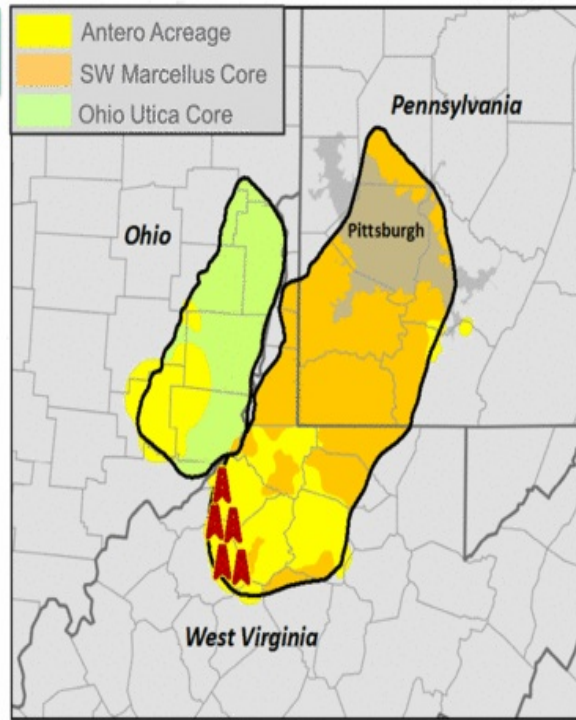 Antero Acreage
SW Marcellus Core
Ohio Utica Core
Pennsylvania
Pittsburgh
Ohio
West Virginia